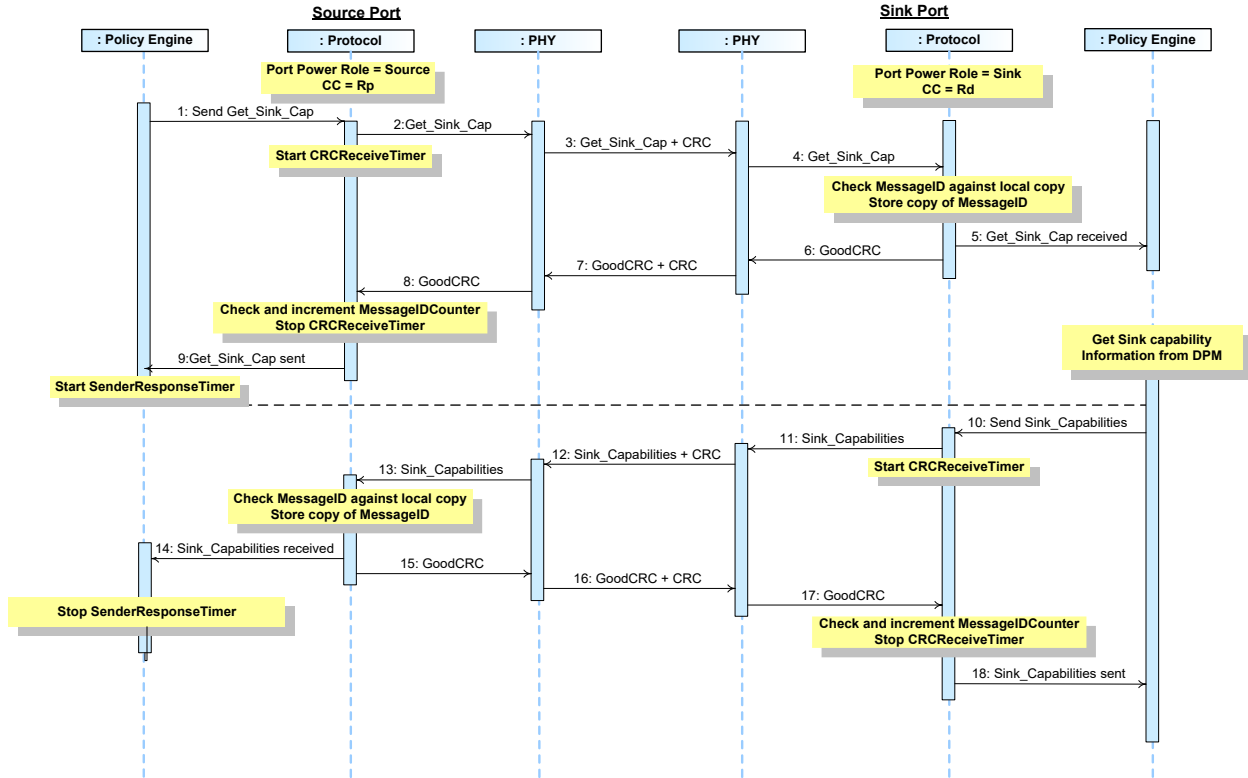 Source Port
Sink Port
: Policy Engine
: Protocol
: PHY
: PHY
: Protocol
: Policy Engine
Port Power Role = Source
CC = Rp
Port Power Role = Sink
CC = Rd
1: Send Get_Sink_Cap
2:Get_Sink_Cap
Start CRCReceiveTimer
3: Get_Sink_Cap + CRC
4: Get_Sink_Cap
Check MessageID against local copy
Store copy of MessageID
5: Get_Sink_Cap received
6: GoodCRC
7: GoodCRC + CRC
8: GoodCRC
Check and increment MessageIDCounter
Stop CRCReceiveTimer
9:Get_Sink_Cap sent
Start SenderResponseTimer
Get Sink capability
Information from DPM
10: Send Sink_Capabilities
11: Sink_Capabilities
Start CRCReceiveTimer
12: Sink_Capabilities + CRC
13: Sink_Capabilities
Check MessageID against local copy
Store copy of MessageID
14: Sink_Capabilities received
15: GoodCRC
16: GoodCRC + CRC
17: GoodCRC
Stop SenderResponseTimer
Check and increment MessageIDCounter
Stop CRCReceiveTimer
18: Sink_Capabilities sent